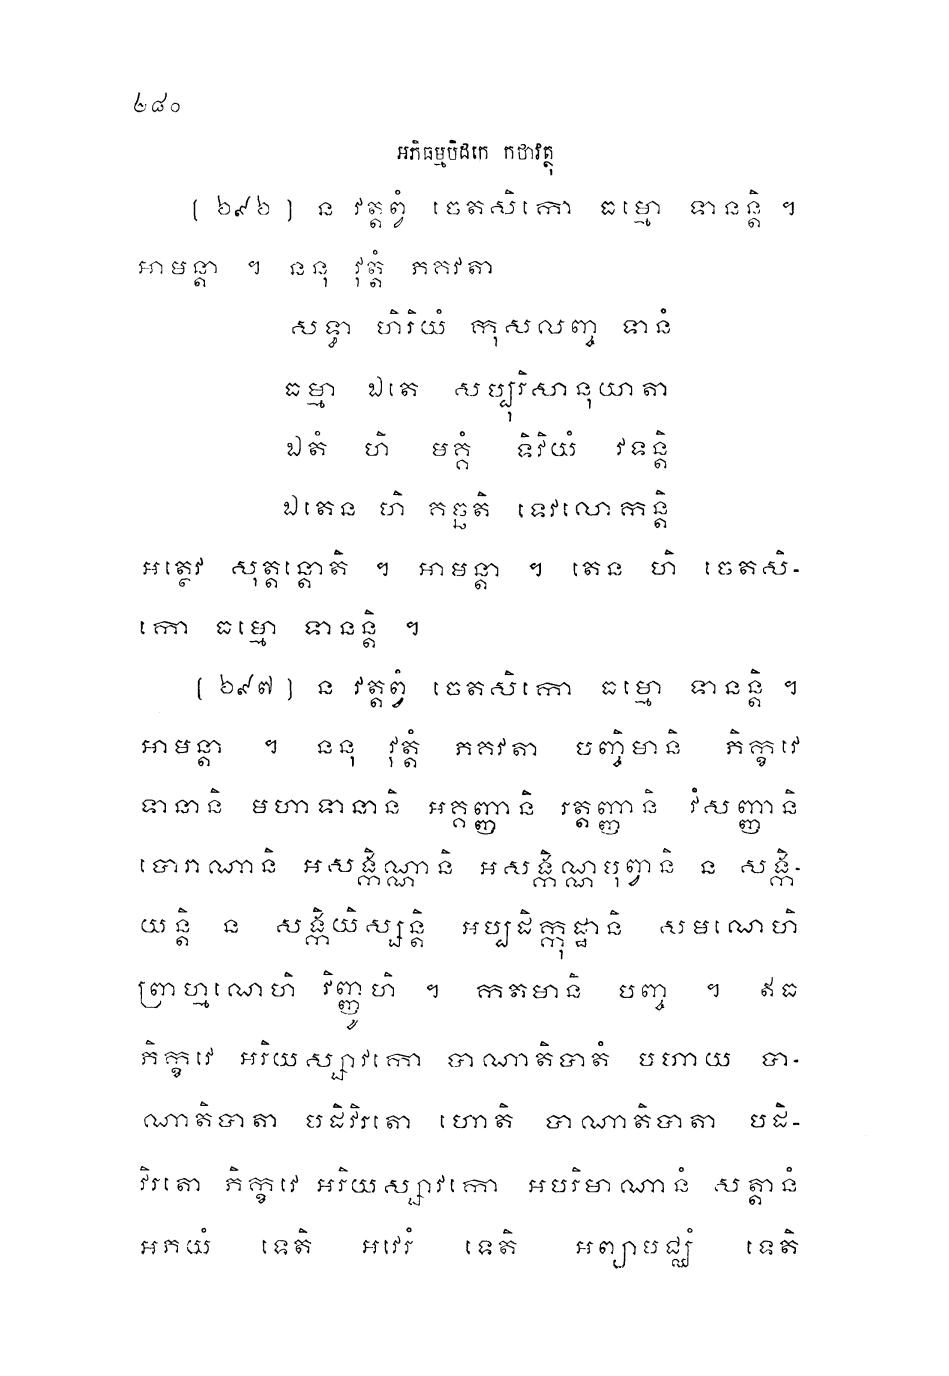 ២៨០
អភិធម្មបិដកេ កថាវត្ថុ
[ ៦៩៦ ] ន វត្តព្វំ ចេតសិកោ ធម្មោ ទានន្តិ ។
អាមន្តា ។ ននុ វុត្តំ ភគវតា
សទ្ធា ហិរិយំ កុសលញ្ច ទានំ
ធម្មា ឯតេ សប្បុរិសានុយាតា
ឯតំ ហិ មគ្គំ ទិវិយំ វទន្តិ
ឯតេន ហិ គច្ឆតិ ទេវលោកន្តិ
អត្ថេវ សុត្តន្តោតិ ។ អាមន្តា ។ តេន ហិ ចេតសិ-
កោ ធម្មោ ទានន្តិ ។
[ ៦៩៧ ] ន វត្តព្វំ ចេតសិកោ ធម្មោ ទានន្តិ ។
អាមន្តា ។ ននុ វុត្តំ ភគវតា បញ្ចិមានិ ភិក្ខវេ
ទានានិ មហាទានានិ អគ្គញ្ញានិ រត្តញ្ញានិ វំសញ្ញានិ
បោរាណានិ អសង្កិណ្ណានិ អសង្កិណ្ណបុព្វានិ ន សង្កិ-
យន្តិ ន សង្កិយិស្សន្តិ អប្បដិក្កុដ្ឋានិ សមណេហិ
ព្រាហ្មណេហិ វិញ្ញូហិ ។ កតមានិ បញ្ច ។ ឥធ
ភិក្ខវេ អរិយស្សាវកោ បាណាតិបាតំ បហាយ បា-
ណាតិបាតា បដិវិរតោ ហោតិ បាណាតិបាតា បដិ-
វិរតោ ភិក្ខវេ អរិយស្សាវកោ អបរិមាណានំ សត្តានំ
អភយំ ទេតិ អវេរំ ទេតិ អព្យាបជ្ឈំ ទេតិ